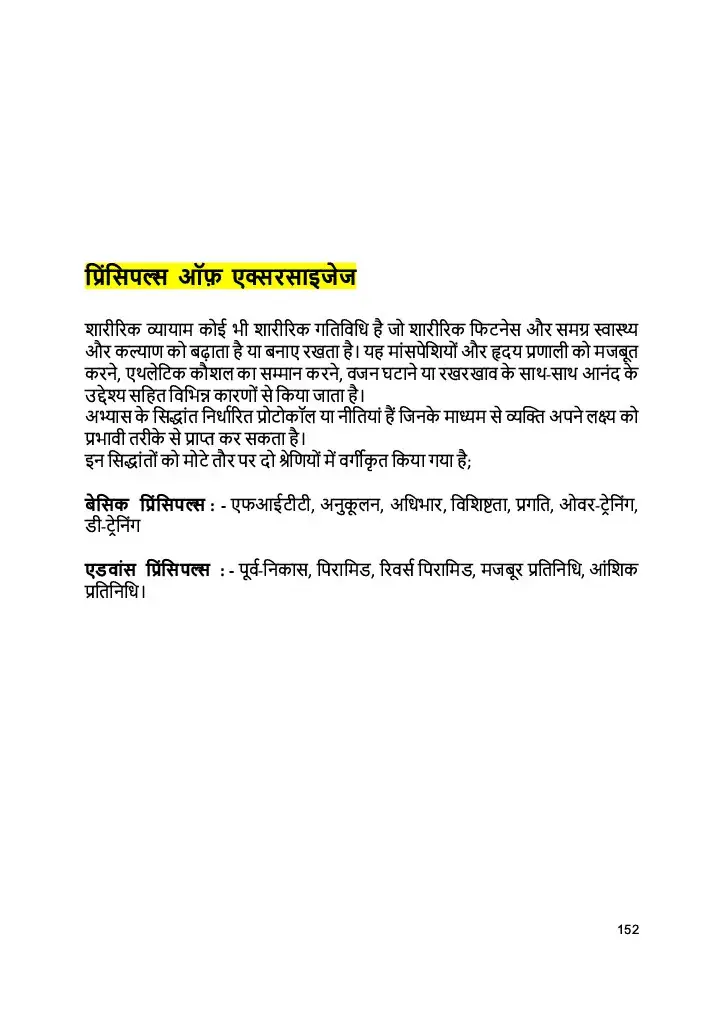 प्रिंसिपल्स ऑफ़ एक्सरसाइजेज
शारीरिक व्यायाम कोई भी शारीरिक गतिविधि है जो शारीरिक फिटनेस और समग्र स्वास्थ्य
और कल्याण को बढ़ाता है या बनाए रखता है। यह मांसपेशियों और हृदय प्रणाली को मजबूत
करने, एथलेटिक कौशल का सम्मान करने, वजन घटाने या रखरखाव के साथ-साथ आनंद के
उद्देश्य सहित विभिन्न कारणों से किया जाता है।
अभ्यास के सिद्धांत निर्धारित प्रोटोकॉल या नीतियां हैं जिनके माध्यम से व्यक्ति अपने लक्ष्य को
प्रभावी तरीके से प्राप्त कर सकता है।
इन सिद्धांतों को मोटे तौर पर दो श्रेणियों में वर्गीकृत किया गया है;
बेसिक प्रिंसिपल्स : - एफआईटीटी, अनुकूलन, अधिभार, विशिष्टता, प्रगति, ओवर-ट्रेनिंग,
डी-ट्रेनिंग
एडवांस प्रिंसिपल्स : - पूर्व-निकास, पिरामिड, रिवर्स पिरामिड, मजबूर प्रतिनिधि, आंशिक
प्रतिनिधि।
152